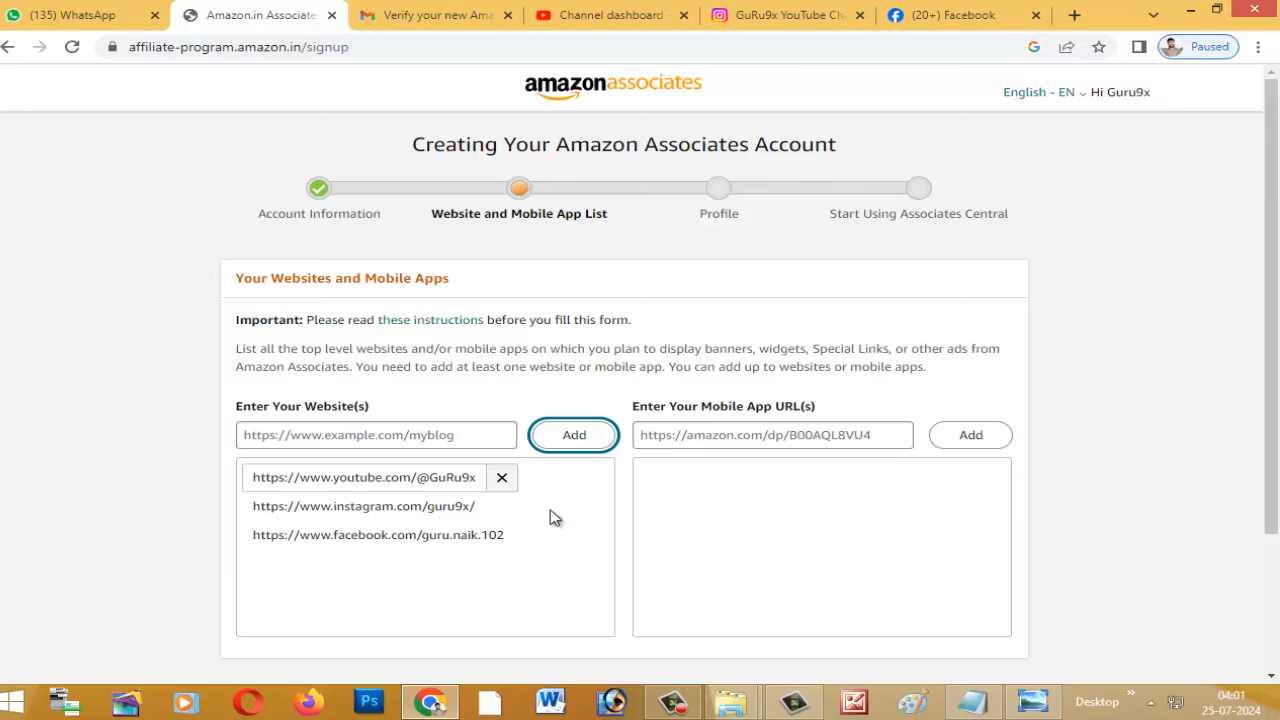 (135) WhatsApp
Amazon.in Associate
Verify your new Ama
Channel dashboard
GuRu9x YouTube Ch
(20+) Facebook
affiliate-program.amazon.in/signup
Paused
amazonassociates
English - EN Hi Guru9x
Creating Your Amazon Associates Account
Account Information
Website and Mobile App List
Profile
Start Using Associates Central
Your Websites and Mobile Apps
Important: Please read these instructions before you fill this form.
List all the top level websites and/or mobile apps on which you plan to display banners, widgets, Special Links, or other ads from
Amazon Associates. You need to add at least one website or mobile app. You can add up to websites or mobile apps.
Enter Your Website(s)
Enter Your Mobile App URL(s)
https://www.example.com/myblog
Add
https://amazon.com/dp/B00AQL8VU4
Add
https://www.youtube.com/@GuRu9x
https://www.instagram.com/guru9x/
https://www.facebook.com/guru.naik.102
Ps
W
Desktop
04:01
25-07-2024